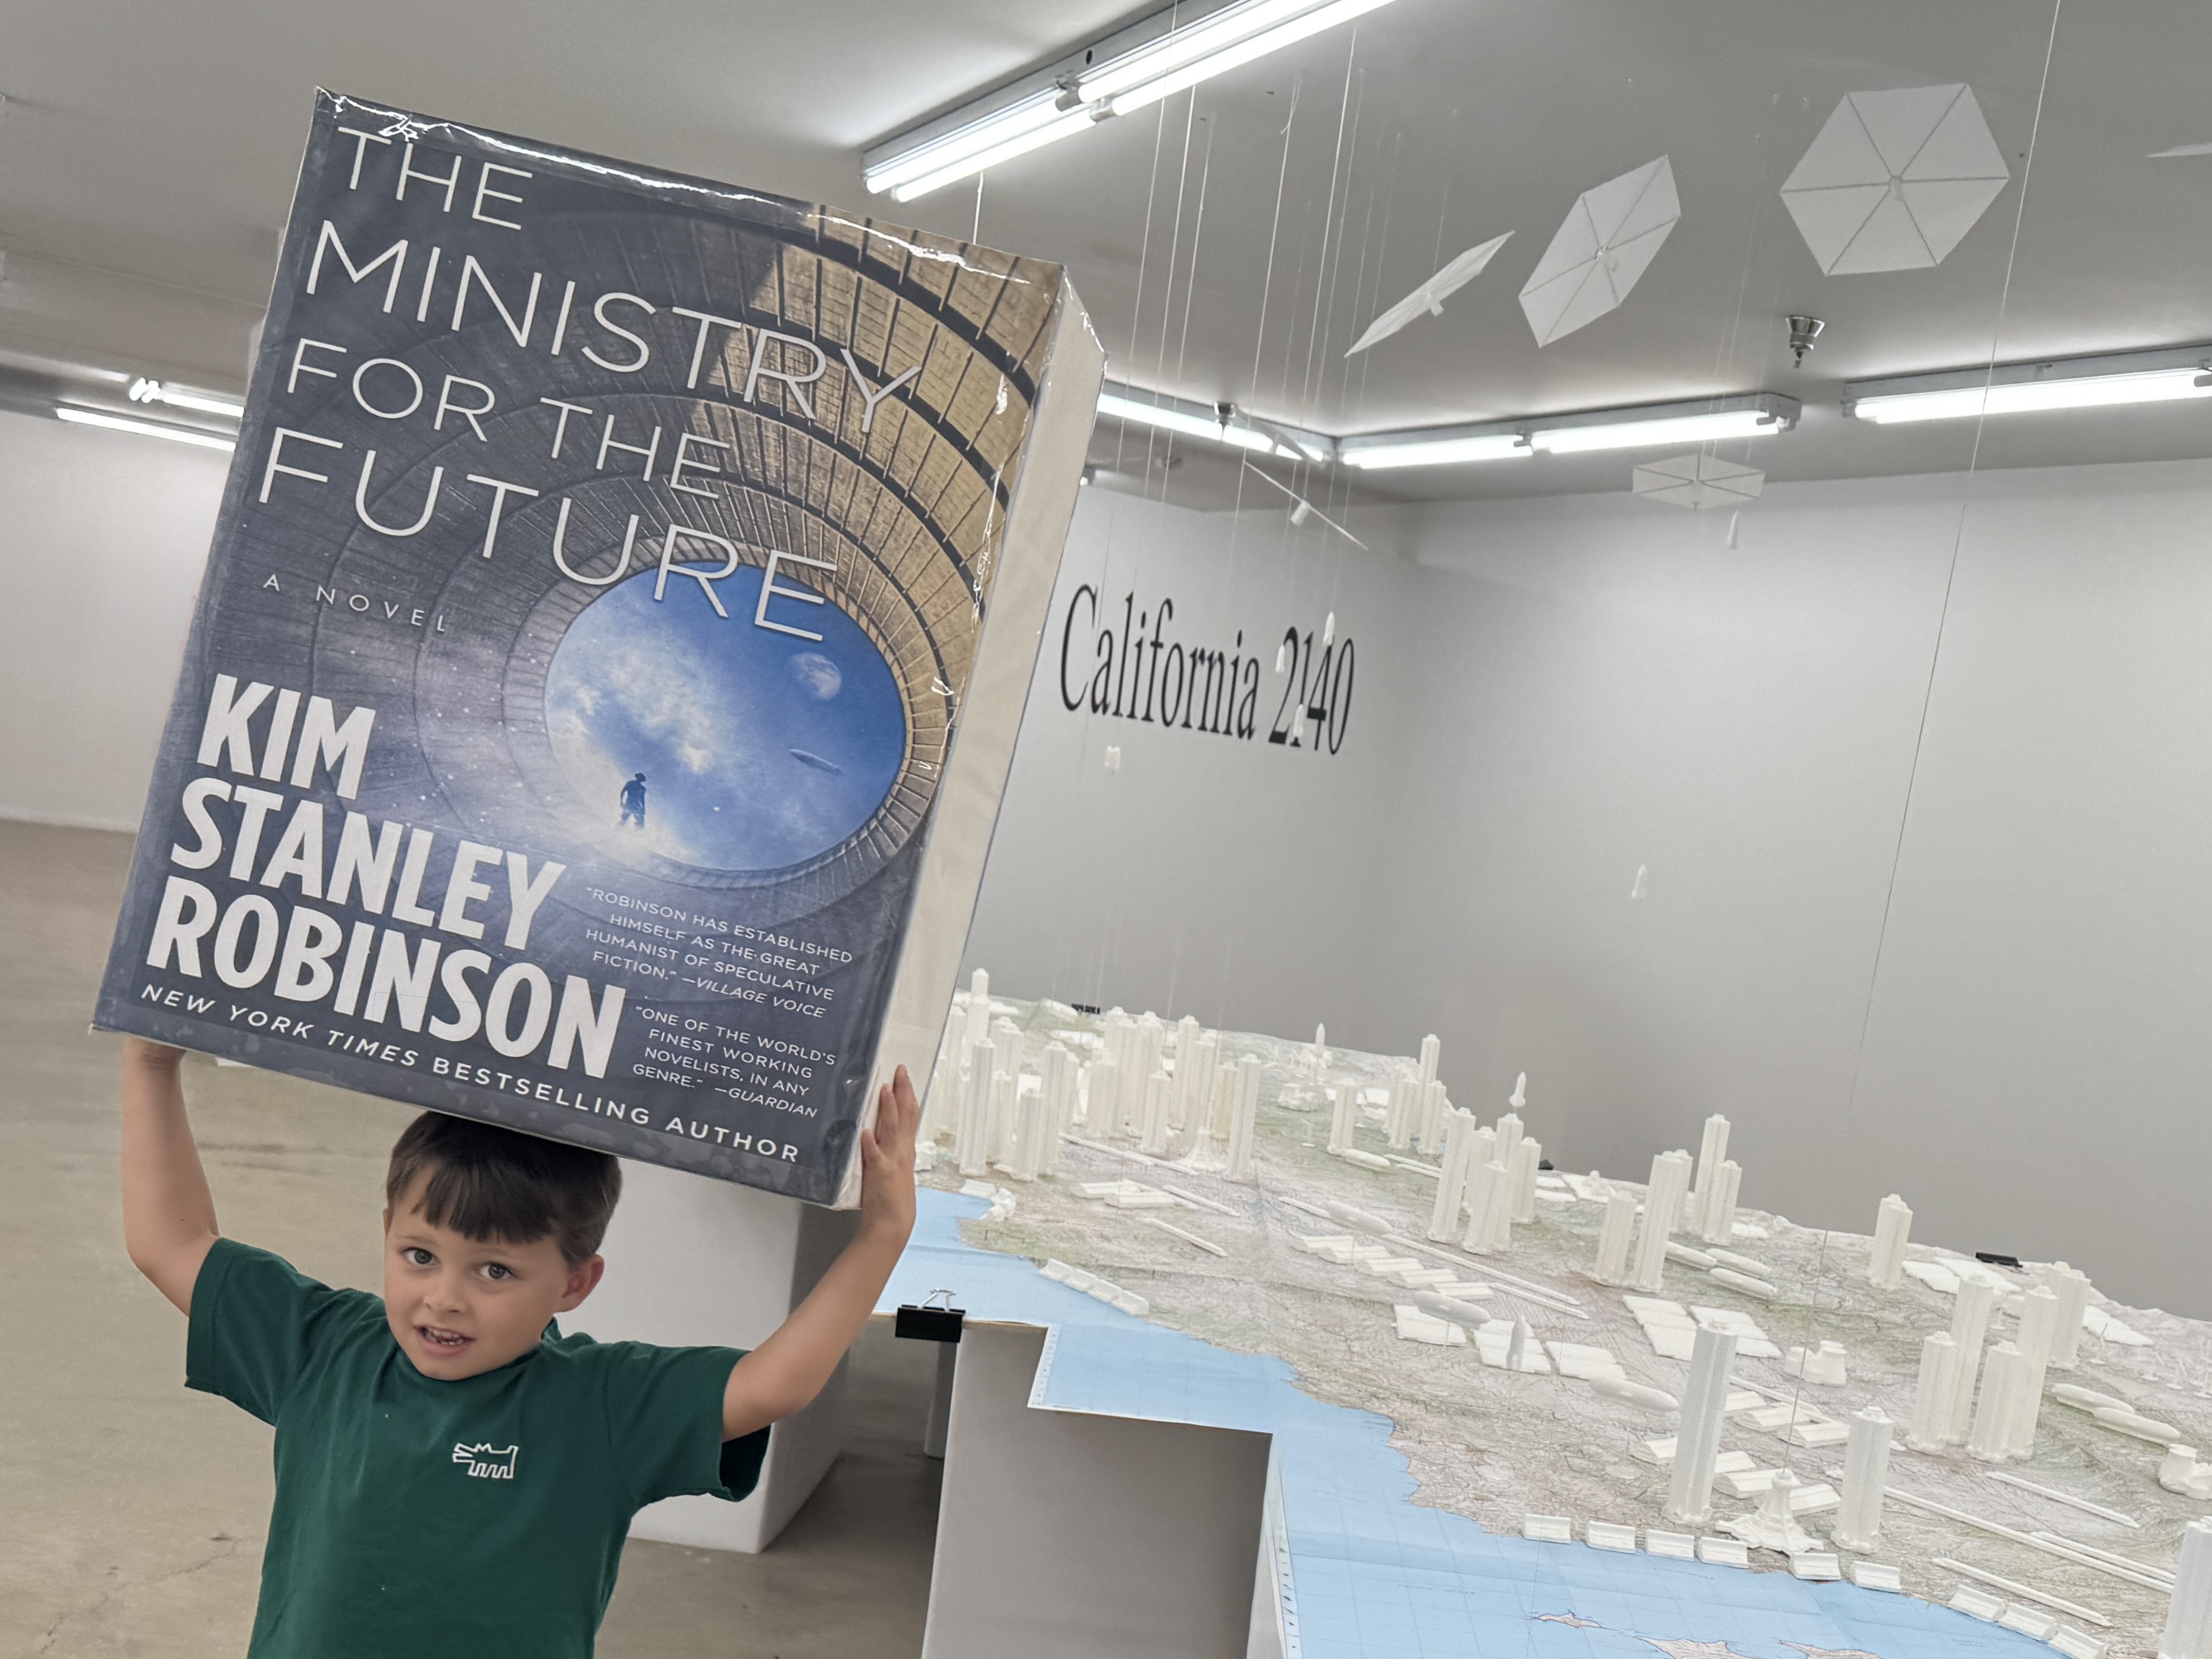 THE
MINISTRY
FOR THE
FUTURE
A NOVEL
KIM
STANLEY
ROBINSON
"ROBINSON HAS ESTABLISHED
HIMSELF AS THE GREAT
HUMANIST OF SPECULATIVE
FICTION." —VILLAGE VOICE
"ONE OF THE WORLD'S
FINEST WORKING
NOVELISTS, IN ANY
GENRE." —GUARDIAN
NEW YORK TIMES BESTSELLING AUTHOR
California 2140